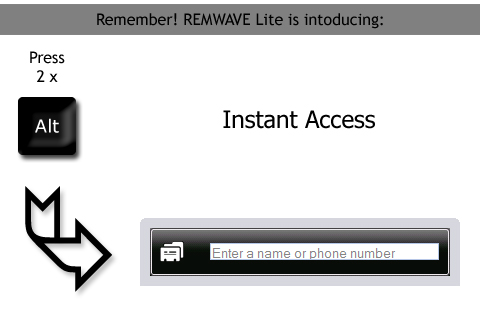 Remember! REMWAVE Lite is intoducing:
Press
2 x
Alt
Instant Access
Enter a name or phone number